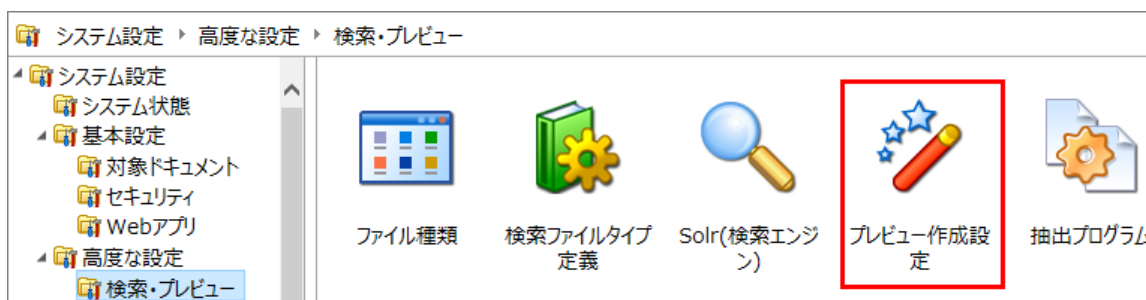 システム設定 ▸ 高度な設定 ▸ 検索・プレビュー
システム設定
システム状態
基本設定
対象ドキュメント
セキュリティ
Webアプリ
高度な設定
検索・プレビュー
ファイル種類
検索ファイルタイプ
定義
Solr(検索エンジ
ン)
プレビュー作成設
定
抽出プログラム